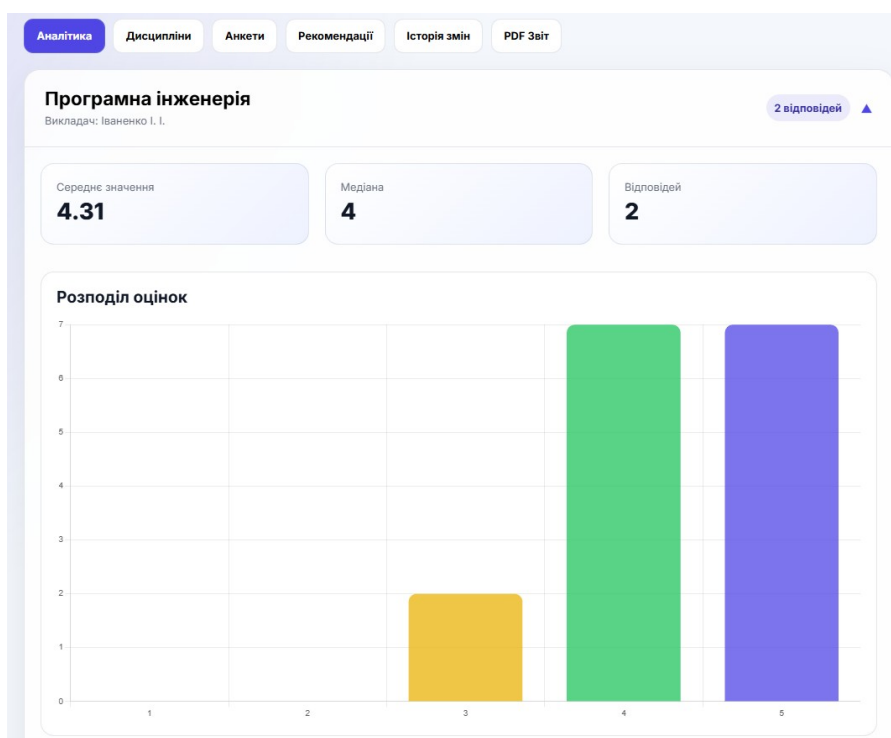 Аналітика Дисципліни Анкети Рекомендації Історія змін PDF Звіт
Програмна інженерія
2 відповідей
Викладач: Іваненко І. І.
Середнє значення Медіана Відповідей
4.31 4 2
Розподіл оцінок
7
6
5
4
3
2
1
0
1 2 3 4 5